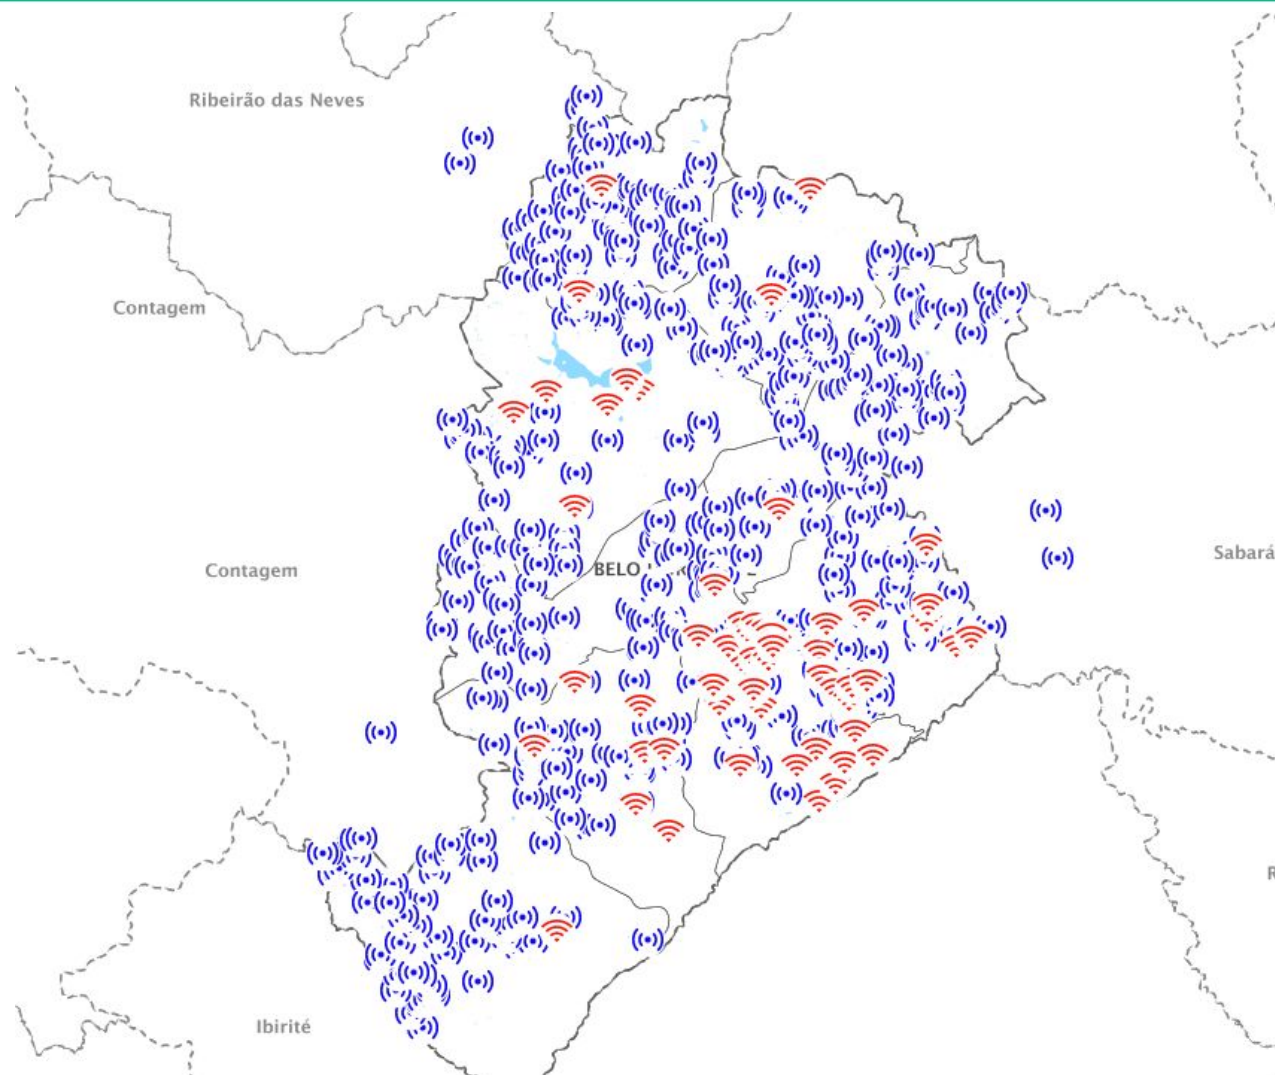 Ribeirão das Neves
Contagem
Contagem
BELO
Sabará
R
Ibirité